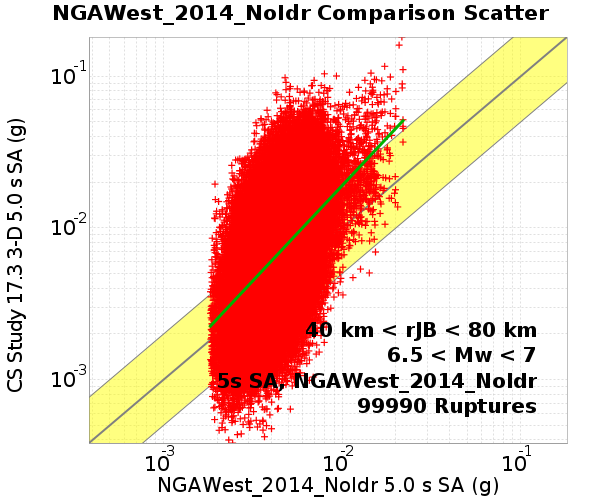 NGAWest_2014_NoIdr Comparison Scatter
CS Study 17.3 3-D 5.0 s SA (g)
10-1
10-2
10-3
40 km < rJB < 80 km
6.5 < Mw < 7
5s SA, NGAWest_2014_NoIdr
99990 Ruptures
10-3 10-2 10-1
NGAWest_2014_NoIdr 5.0 s SA (g)